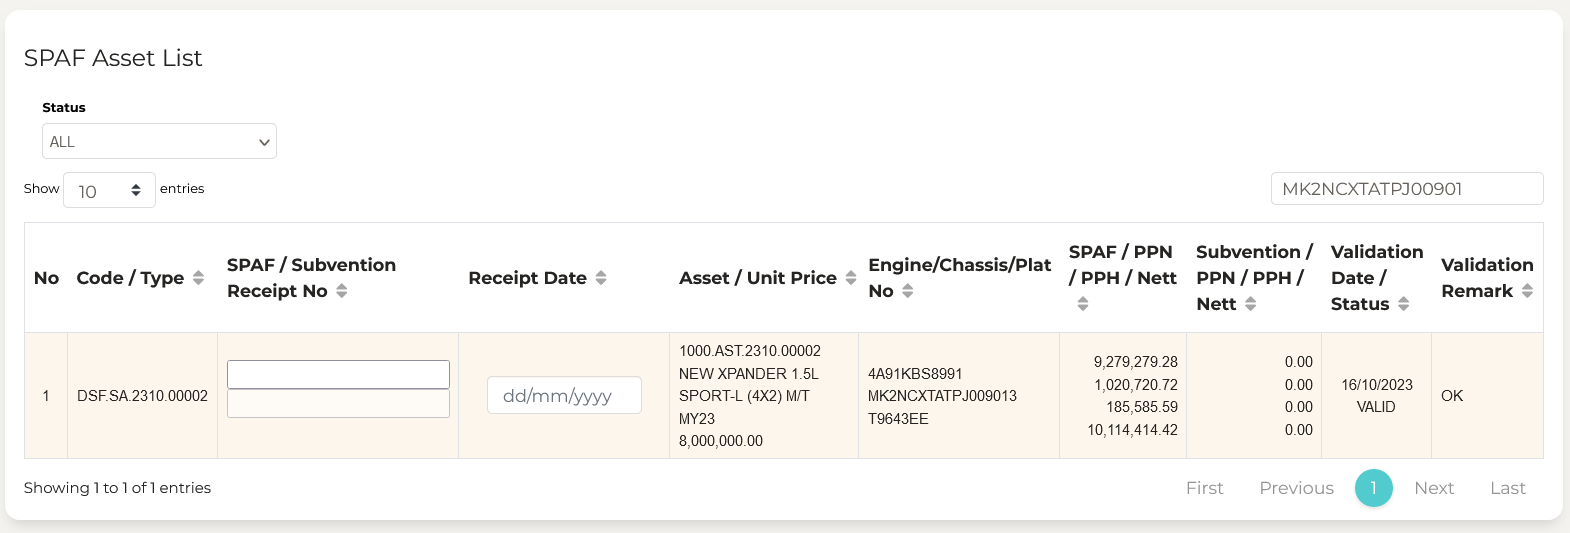 SPAF Asset List
Status
ALL
Show 10 entries
MK2NCXTATPJ00901
No
Code / Type
SPAF / Subvention
Receipt No
Receipt Date
Asset / Unit Price
Engine/Chassis/Plat
No
SPAF / PPN
/ PPH / Nett
Subvention /
PPN / PPH /
Nett
Validation
Date /
Status
Validation
Remark
1
DSF.SA.2310.00002
dd/mm/yyyy
1000.AST.2310.00002
NEW XPANDER 1.5L
SPORT-L (4X2) M/T
MY23
8,000,000.00
4A91KBS8991
MK2NCXTATPJ009013
T9643EE
9,279,279.28
1,020,720.72
185,585.59
10,114,414.42
0.00
0.00
0.00
0.00
16/10/2023
VALID
OK
Showing 1 to 1 of 1 entries
First
Previous
1
Next
Last